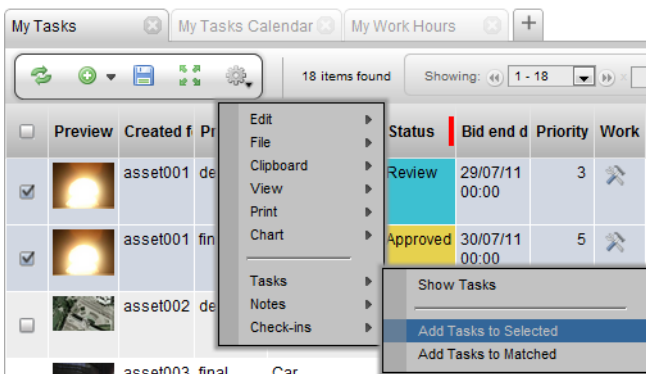 My Tasks My Tasks Calendar My Work Hours
18 items found Showing: 1 - 18
Preview Created f Pr Status Bid end d Priority Work
Edit
File
Clipboard
View
Print
Chart
Tasks
Notes
Check-ins
asset001 de Review 29/07/11 3
00:00
asset001 fin Approved 30/07/11 5
00:00
Show Tasks
asset002 de
Add Tasks to Selected
Add Tasks to Matched
asset003 final Car